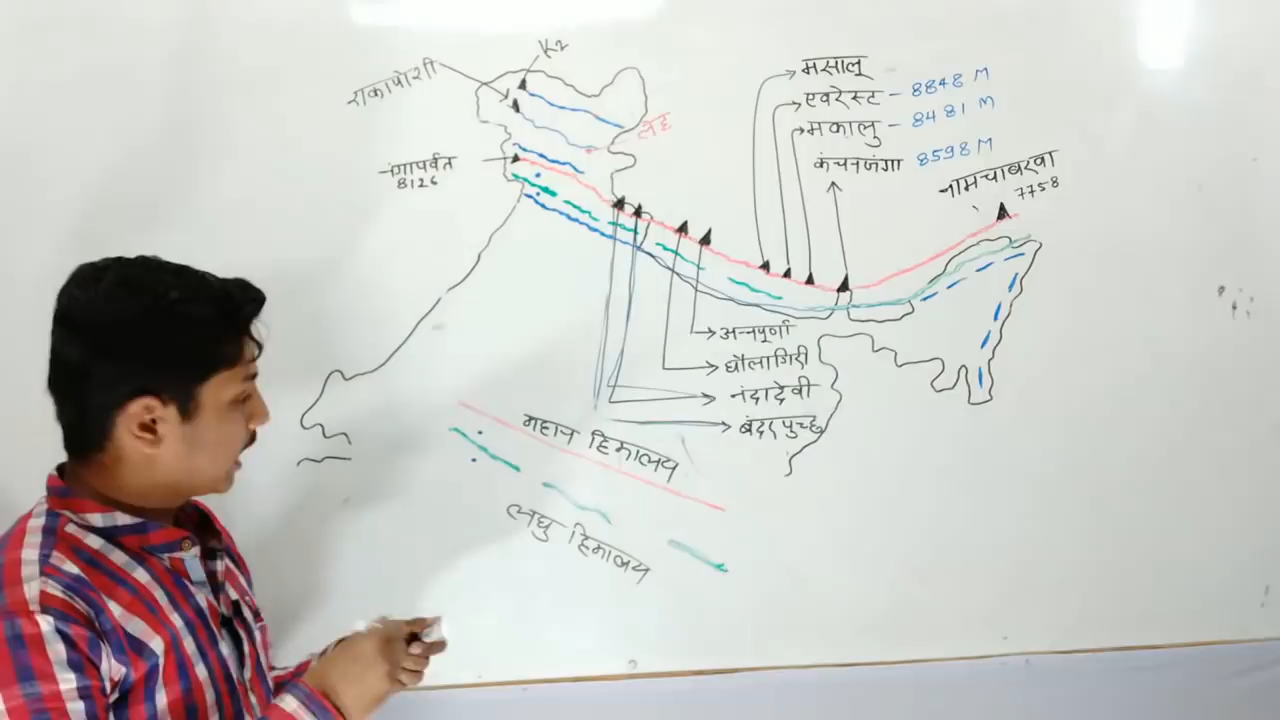 K2
राकापोशी
लेह
नंगापर्वत
8126
मसालू
एवरेस्ट - 8848 M
मकालु - 8481 M
कंचनजंगा 8598 M
नामचाबरवा
7758
अन्नपूर्णा
धौलागिरी
नंदादेवी
बंदरपुच्छ
महान हिमालय
लघु हिमालय